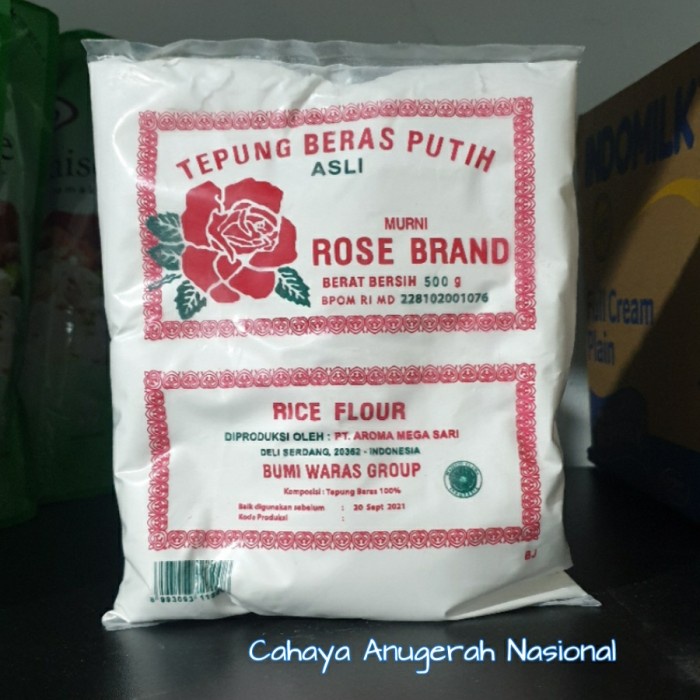 TEPUNG BERAS PUTIH
ASLI
MURNI
ROSE BRAND
BERAT BERSIH 500 g
BPOM RI MD 228102001076
RICE FLOUR
DIPRODUKSI OLEH : PT. AROMA MEGA SARI
DELI SERDANG, 20362 - INDONESIA
BUMI WARAS GROUP
Komposisi : Tepung Beras 100%
Baik digunakan sebelum : 20 Sept 2021
Kode Produksi :
BJ
INDOMILK
Full Cream
Plain
Cahaya Anugerah Nasional